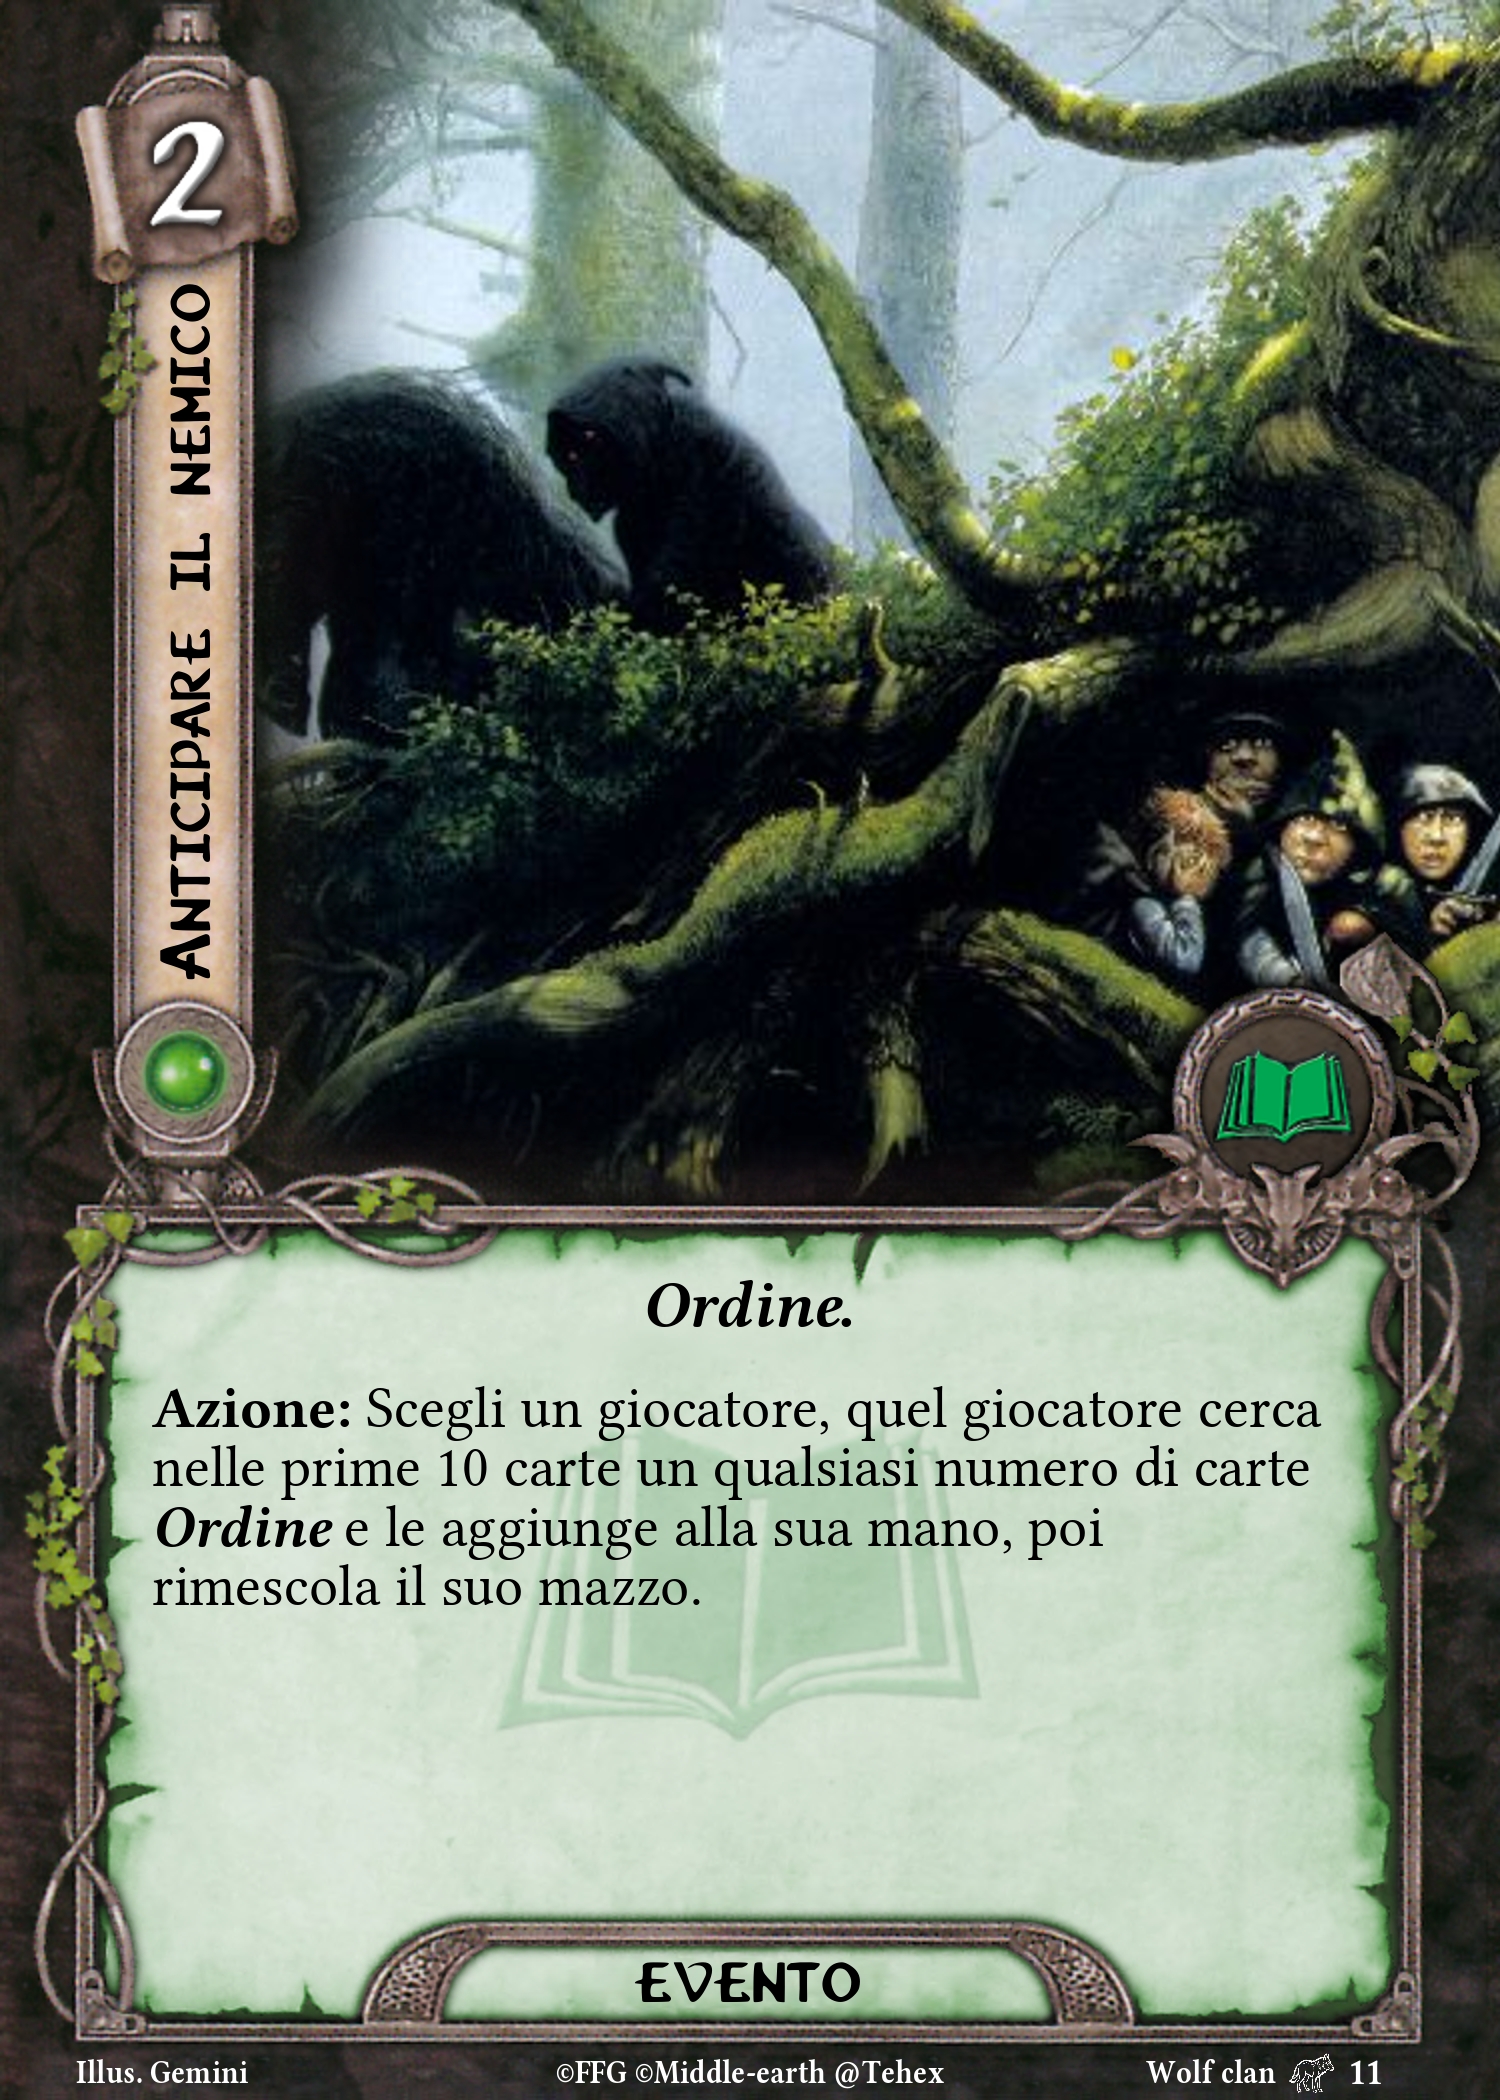 2
Anticipare il nemico
Ordine.
Azione: Scegli un giocatore, quel giocatore cerca
nelle prime 10 carte un qualsiasi numero di carte
Ordine e le aggiunge alla sua mano, poi
rimescola il suo mazzo.
EVENTO
Illus. Gemini ©FFG ©Middle-earth @Tehex Wolf clan 11